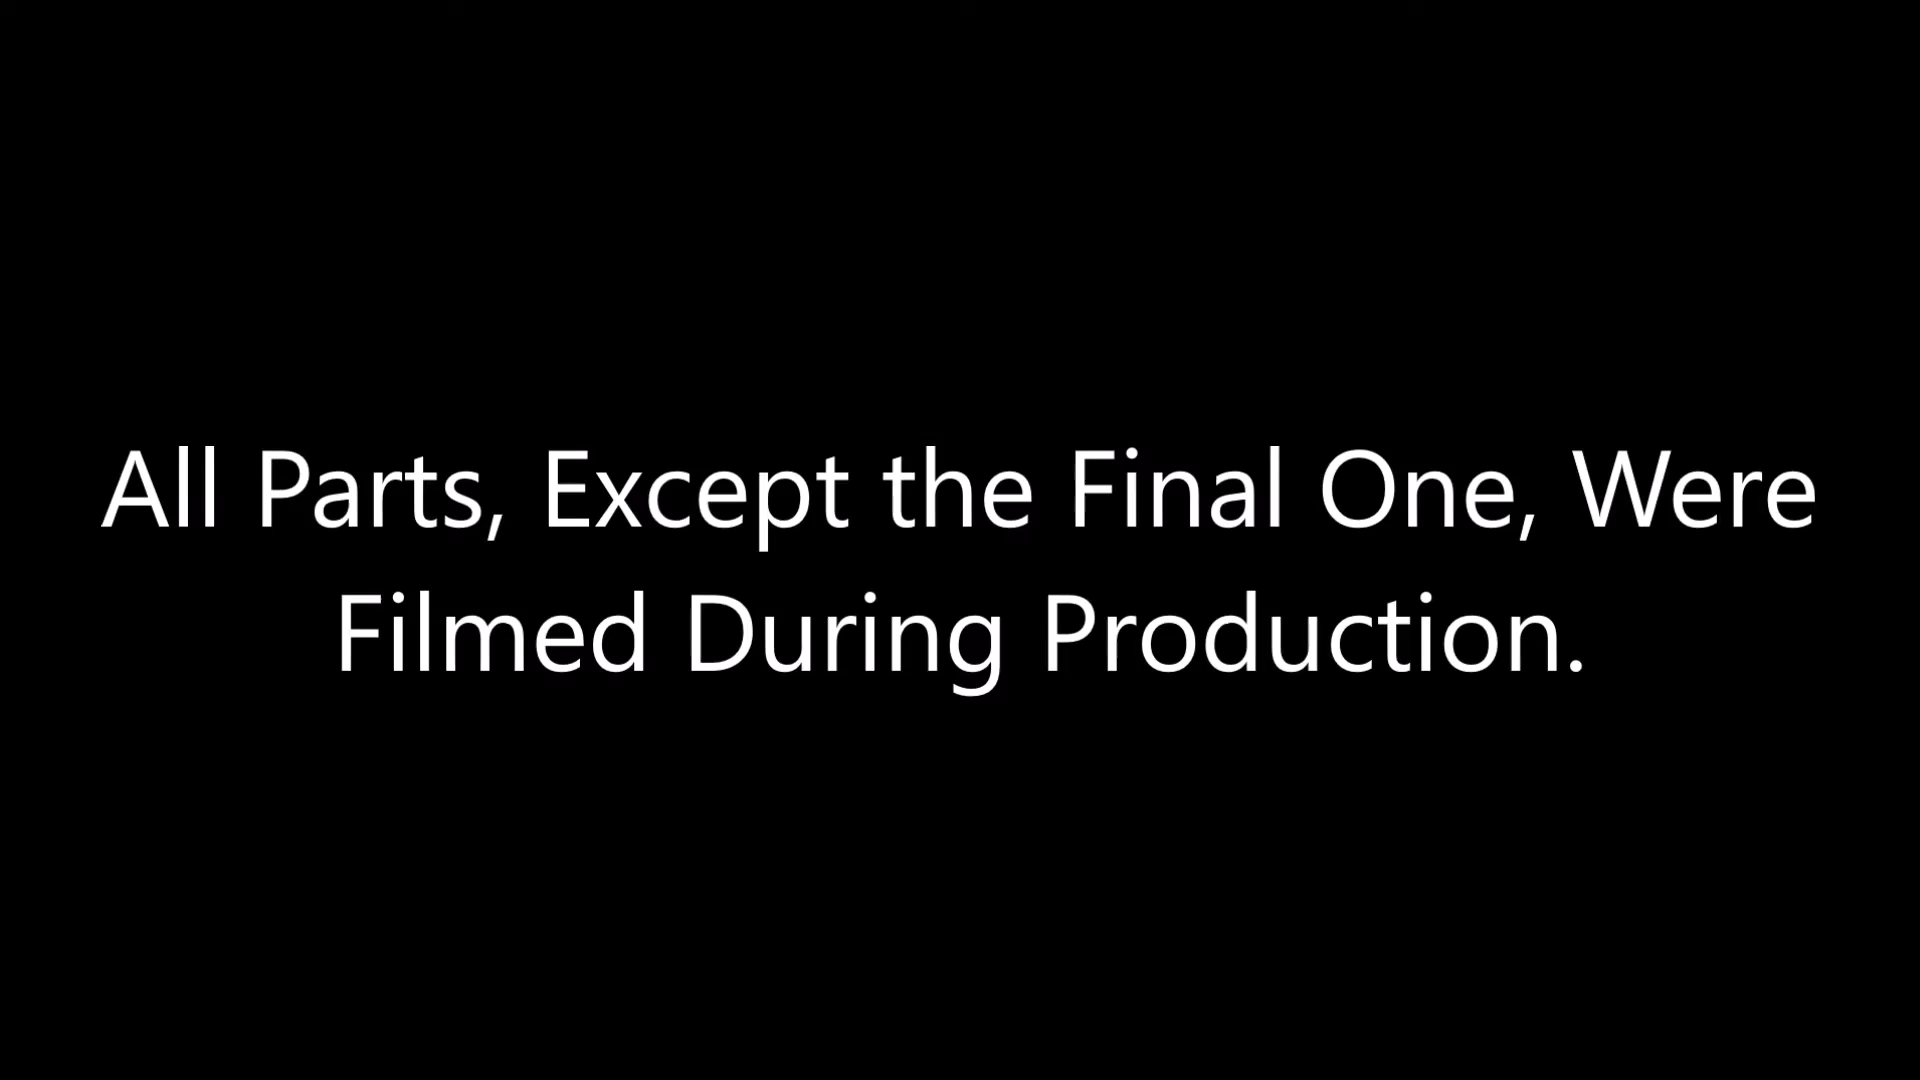 All Parts, Except the Final One, Were
Filmed During Production.